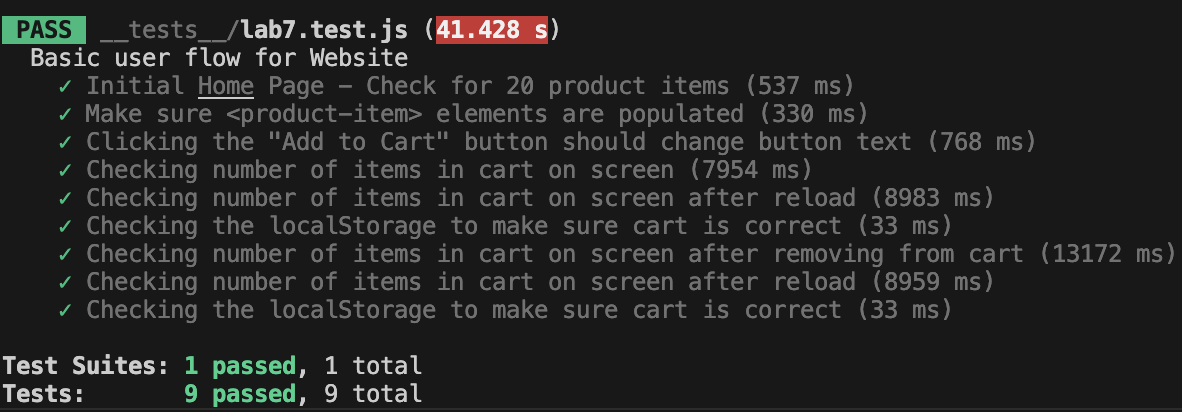 PASS __tests__/lab7.test.js (41.428 s)
Basic user flow for Website
✓ Initial Home Page – Check for 20 product items (537 ms)
✓ Make sure <product-item> elements are populated (330 ms)
✓ Clicking the "Add to Cart" button should change button text (768 ms)
✓ Checking number of items in cart on screen (7954 ms)
✓ Checking number of items in cart on screen after reload (8983 ms)
✓ Checking the localStorage to make sure cart is correct (33 ms)
✓ Checking number of items in cart on screen after removing from cart (13172 ms)
✓ Checking number of items in cart on screen after reload (8959 ms)
✓ Checking the localStorage to make sure cart is correct (33 ms)
Test Suites: 1 passed, 1 total
Tests: 9 passed, 9 total